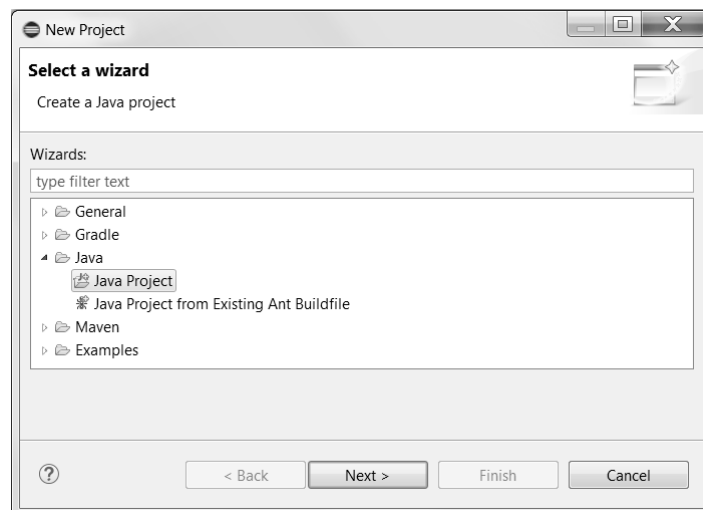 New Project
Select a wizard
Create a Java project
Wizards:
type filter text
General
Gradle
Java
Java Project
Java Project from Existing Ant Buildfile
Maven
Examples
? < Back Next > Finish Cancel